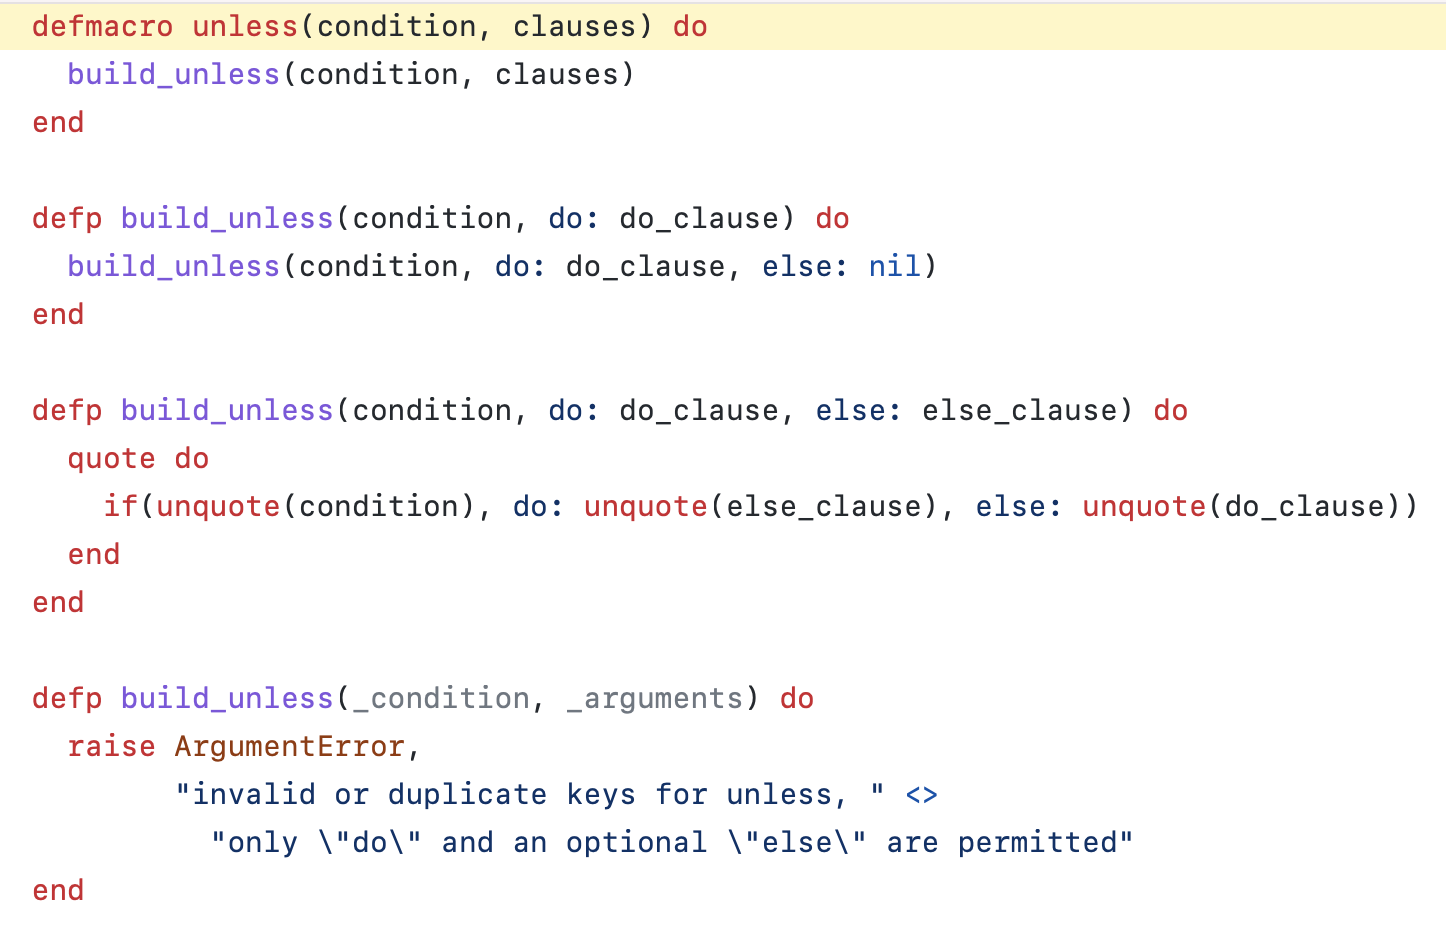 defmacro unless(condition, clauses) do
  build_unless(condition, clauses)
end

defp build_unless(condition, do: do_clause) do
  build_unless(condition, do: do_clause, else: nil)
end

defp build_unless(condition, do: do_clause, else: else_clause) do
  quote do
    if(unquote(condition), do: unquote(else_clause), else: unquote(do_clause))
  end
end

defp build_unless(_condition, _arguments) do
  raise ArgumentError,
        "invalid or duplicate keys for unless, " <>
          "only \"do\" and an optional \"else\" are permitted"
end